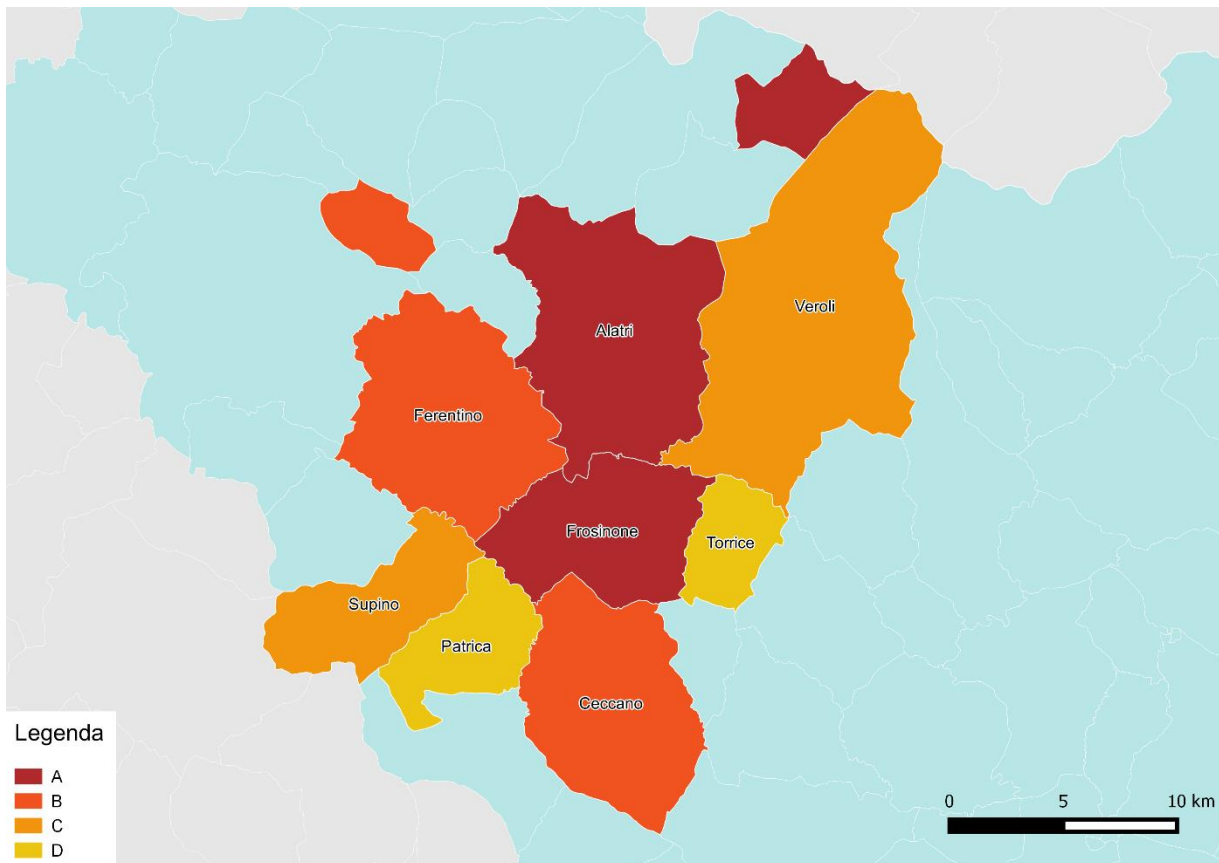 Veroli
Alatri
Ferentino
Frosinone
Torrice
Supino
Patrica
Ceccano
Legenda
A
B
C
D
0 5 10 km